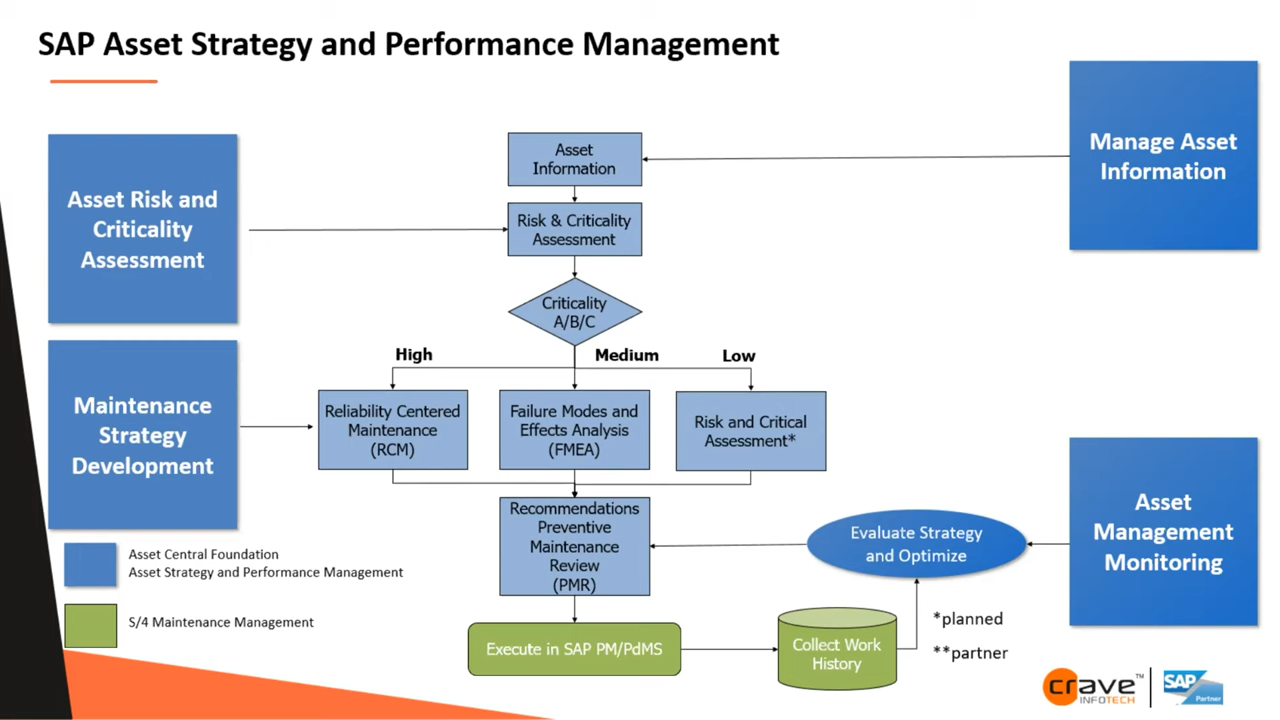 SAP Asset Strategy and Performance Management
Manage Asset
Information
Asset
Information
Asset Risk and
Criticality
Assessment
Risk & Criticality
Assessment
Criticality
A/B/C
High
Medium
Low
Maintenance
Strategy
Development
Reliability Centered
Maintenance
(RCM)
Failure Modes and
Effects Analysis
(FMEA)
Risk and Critical
Assessment*
Recommendations
Preventive
Maintenance
Review
(PMR)
Evaluate Strategy
and Optimize
Asset
Management
Monitoring
Asset Central Foundation
Asset Strategy and Performance Management
S/4 Maintenance Management
Execute in SAP PM/PdMS
Collect Work
History
*planned
**partner
crave™
INFOTECH
SAP
Partner